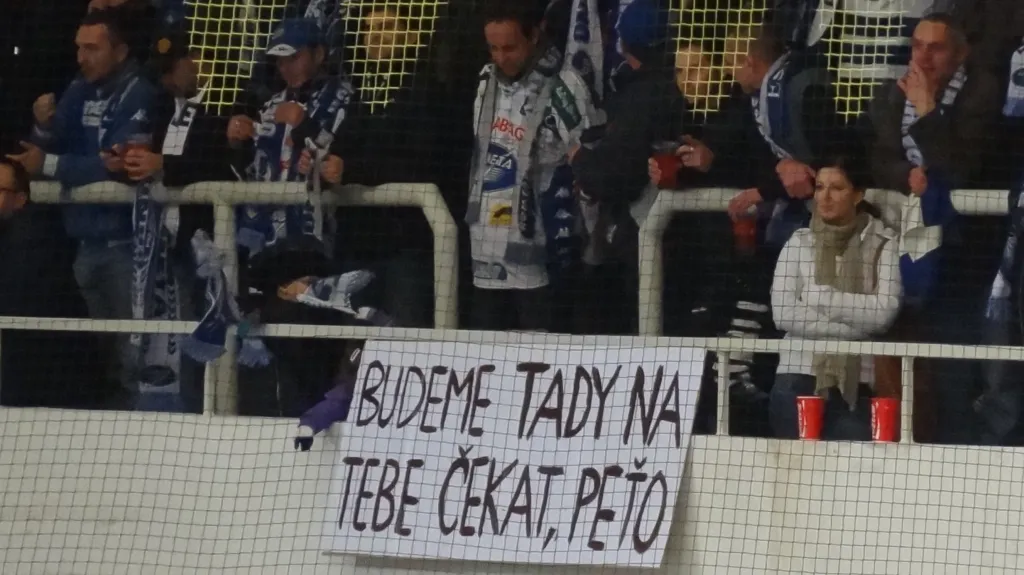 BUDEME TADY NA
TEBE ČEKAT, PEŤO